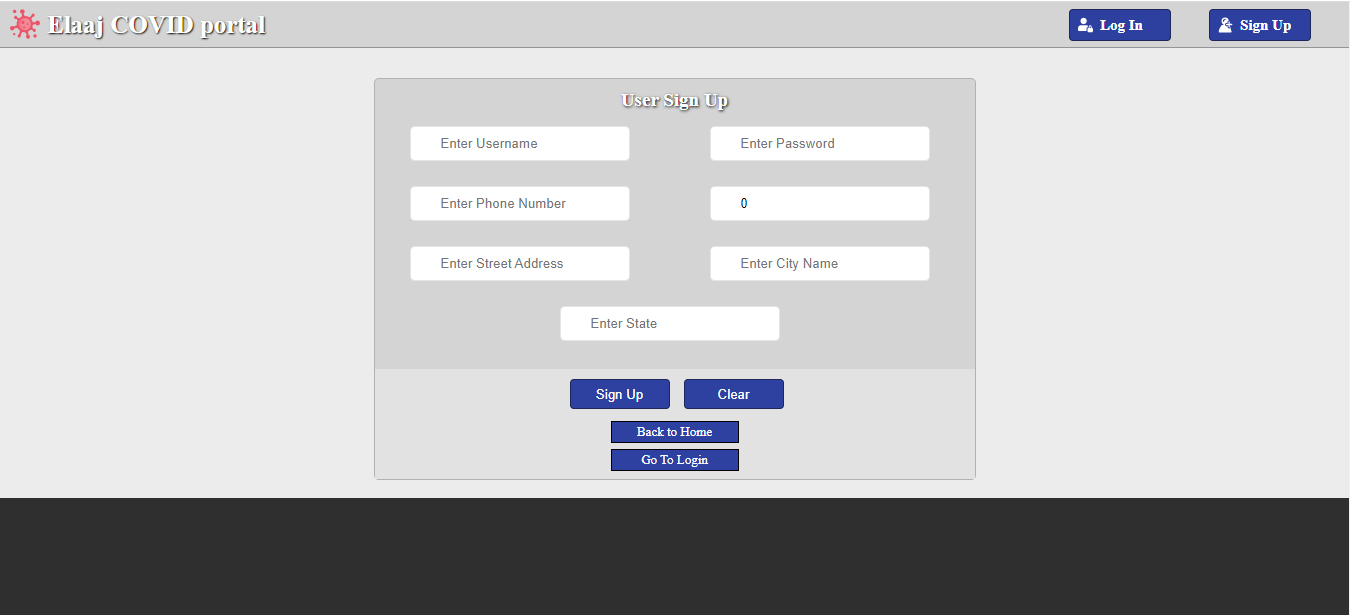 Elaaj COVID portal
Log In
Sign Up
User Sign Up
Enter Username
Enter Password
Enter Phone Number
0
Enter Street Address
Enter City Name
Enter State
Sign Up
Clear
Back to Home
Go To Login